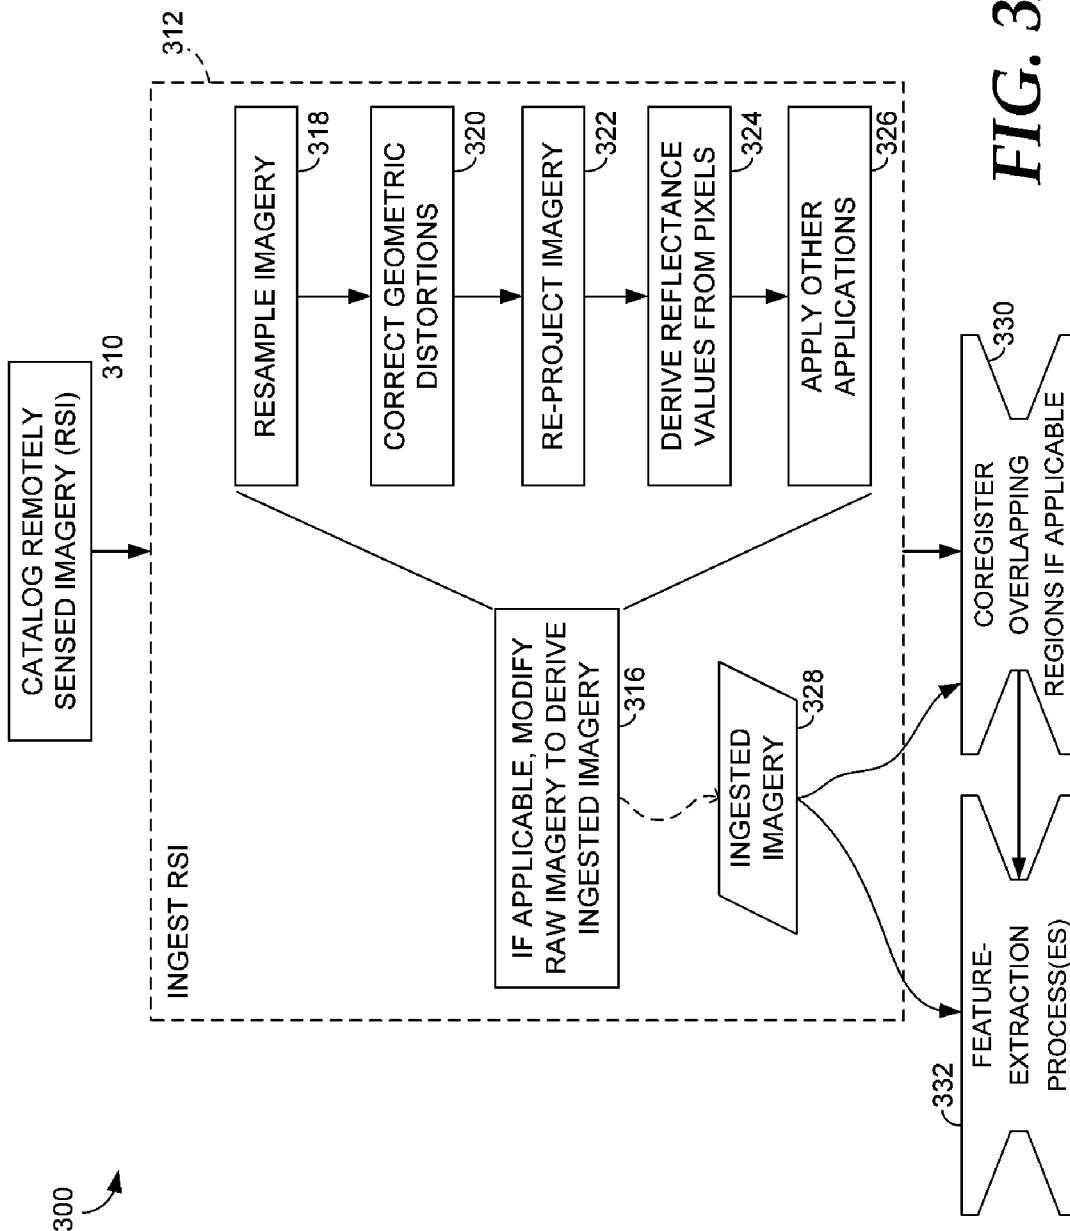 300
CATALOG REMOTELY
SENSED IMAGERY (RSI)
310
312
INGEST RSI
IF APPLICABLE, MODIFY
RAW IMAGERY TO DERIVE
INGESTED IMAGERY
316
RESAMPLE IMAGERY
318
CORRECT GEOMETRIC
DISTORTIONS
320
RE-PROJECT IMAGERY
322
DERIVE REFLECTANCE
VALUES FROM PIXELS
324
APPLY OTHER
APPLICATIONS
326
INGESTED
IMAGERY
328
332
FEATURE-
EXTRACTION
PROCESS(ES)
COREGISTER
OVERLAPPING
REGIONS IF APPLICABLE
330
FIG. 3